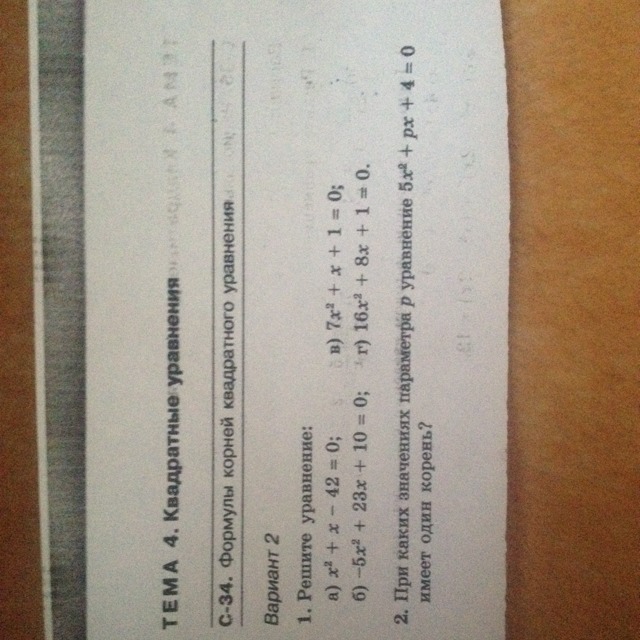 ТЕМА 4. Квадратные уравнения
С-34. Формулы корней квадратного уравнения
Вариант 2
1. Решите уравнение:
а) x² + x − 42 = 0; в) 7x² + x + 1 = 0;
б) −5x² + 23x + 10 = 0; г) 16x² + 8x + 1 = 0.
2. При каких значениях параметра p уравнение 5x² + px + 4 = 0
имеет один корень?